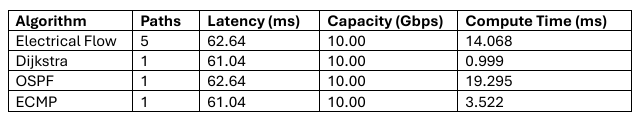 Algorithm Paths Latency (ms) Capacity (Gbps) Compute Time (ms)
Electrical Flow 5 62.64 10.00 14.068
Dijkstra 1 61.04 10.00 0.999
OSPF 1 62.64 10.00 19.295
ECMP 1 61.04 10.00 3.522